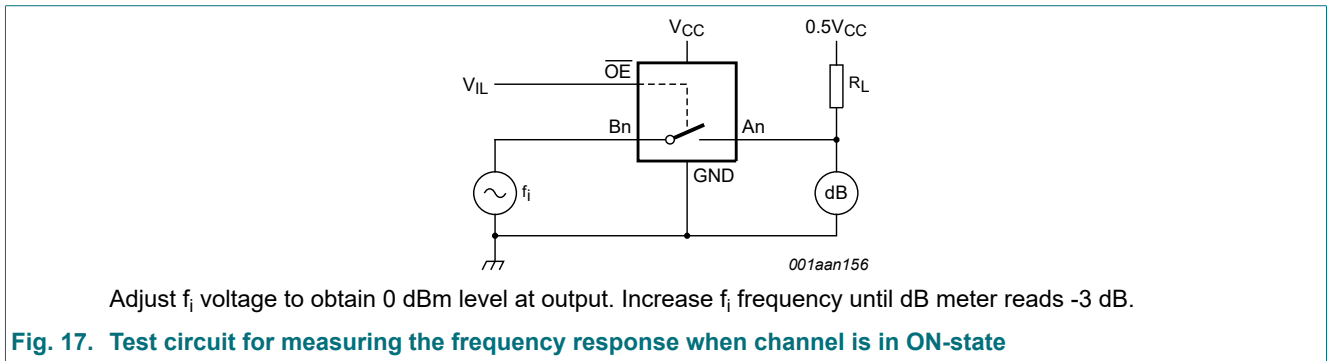 VCC
0.5VCC
OE
VIL
RL
Bn
An
GND
fi
dB
001aan156
Adjust fi voltage to obtain 0 dBm level at output. Increase fi frequency until dB meter reads -3 dB.
Fig. 17. Test circuit for measuring the frequency response when channel is in ON-state